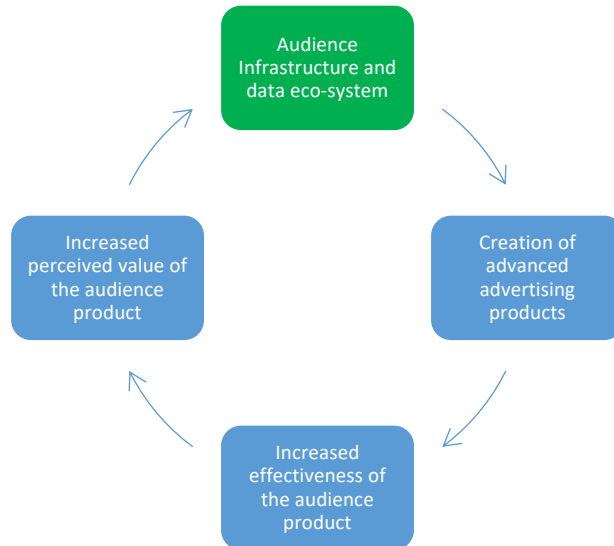 Audience
Infrastructure and
data eco-system
Creation of
advanced
advertising
products
Increased
effectiveness of
the audience
product
Increased
perceived value of
the audience
product